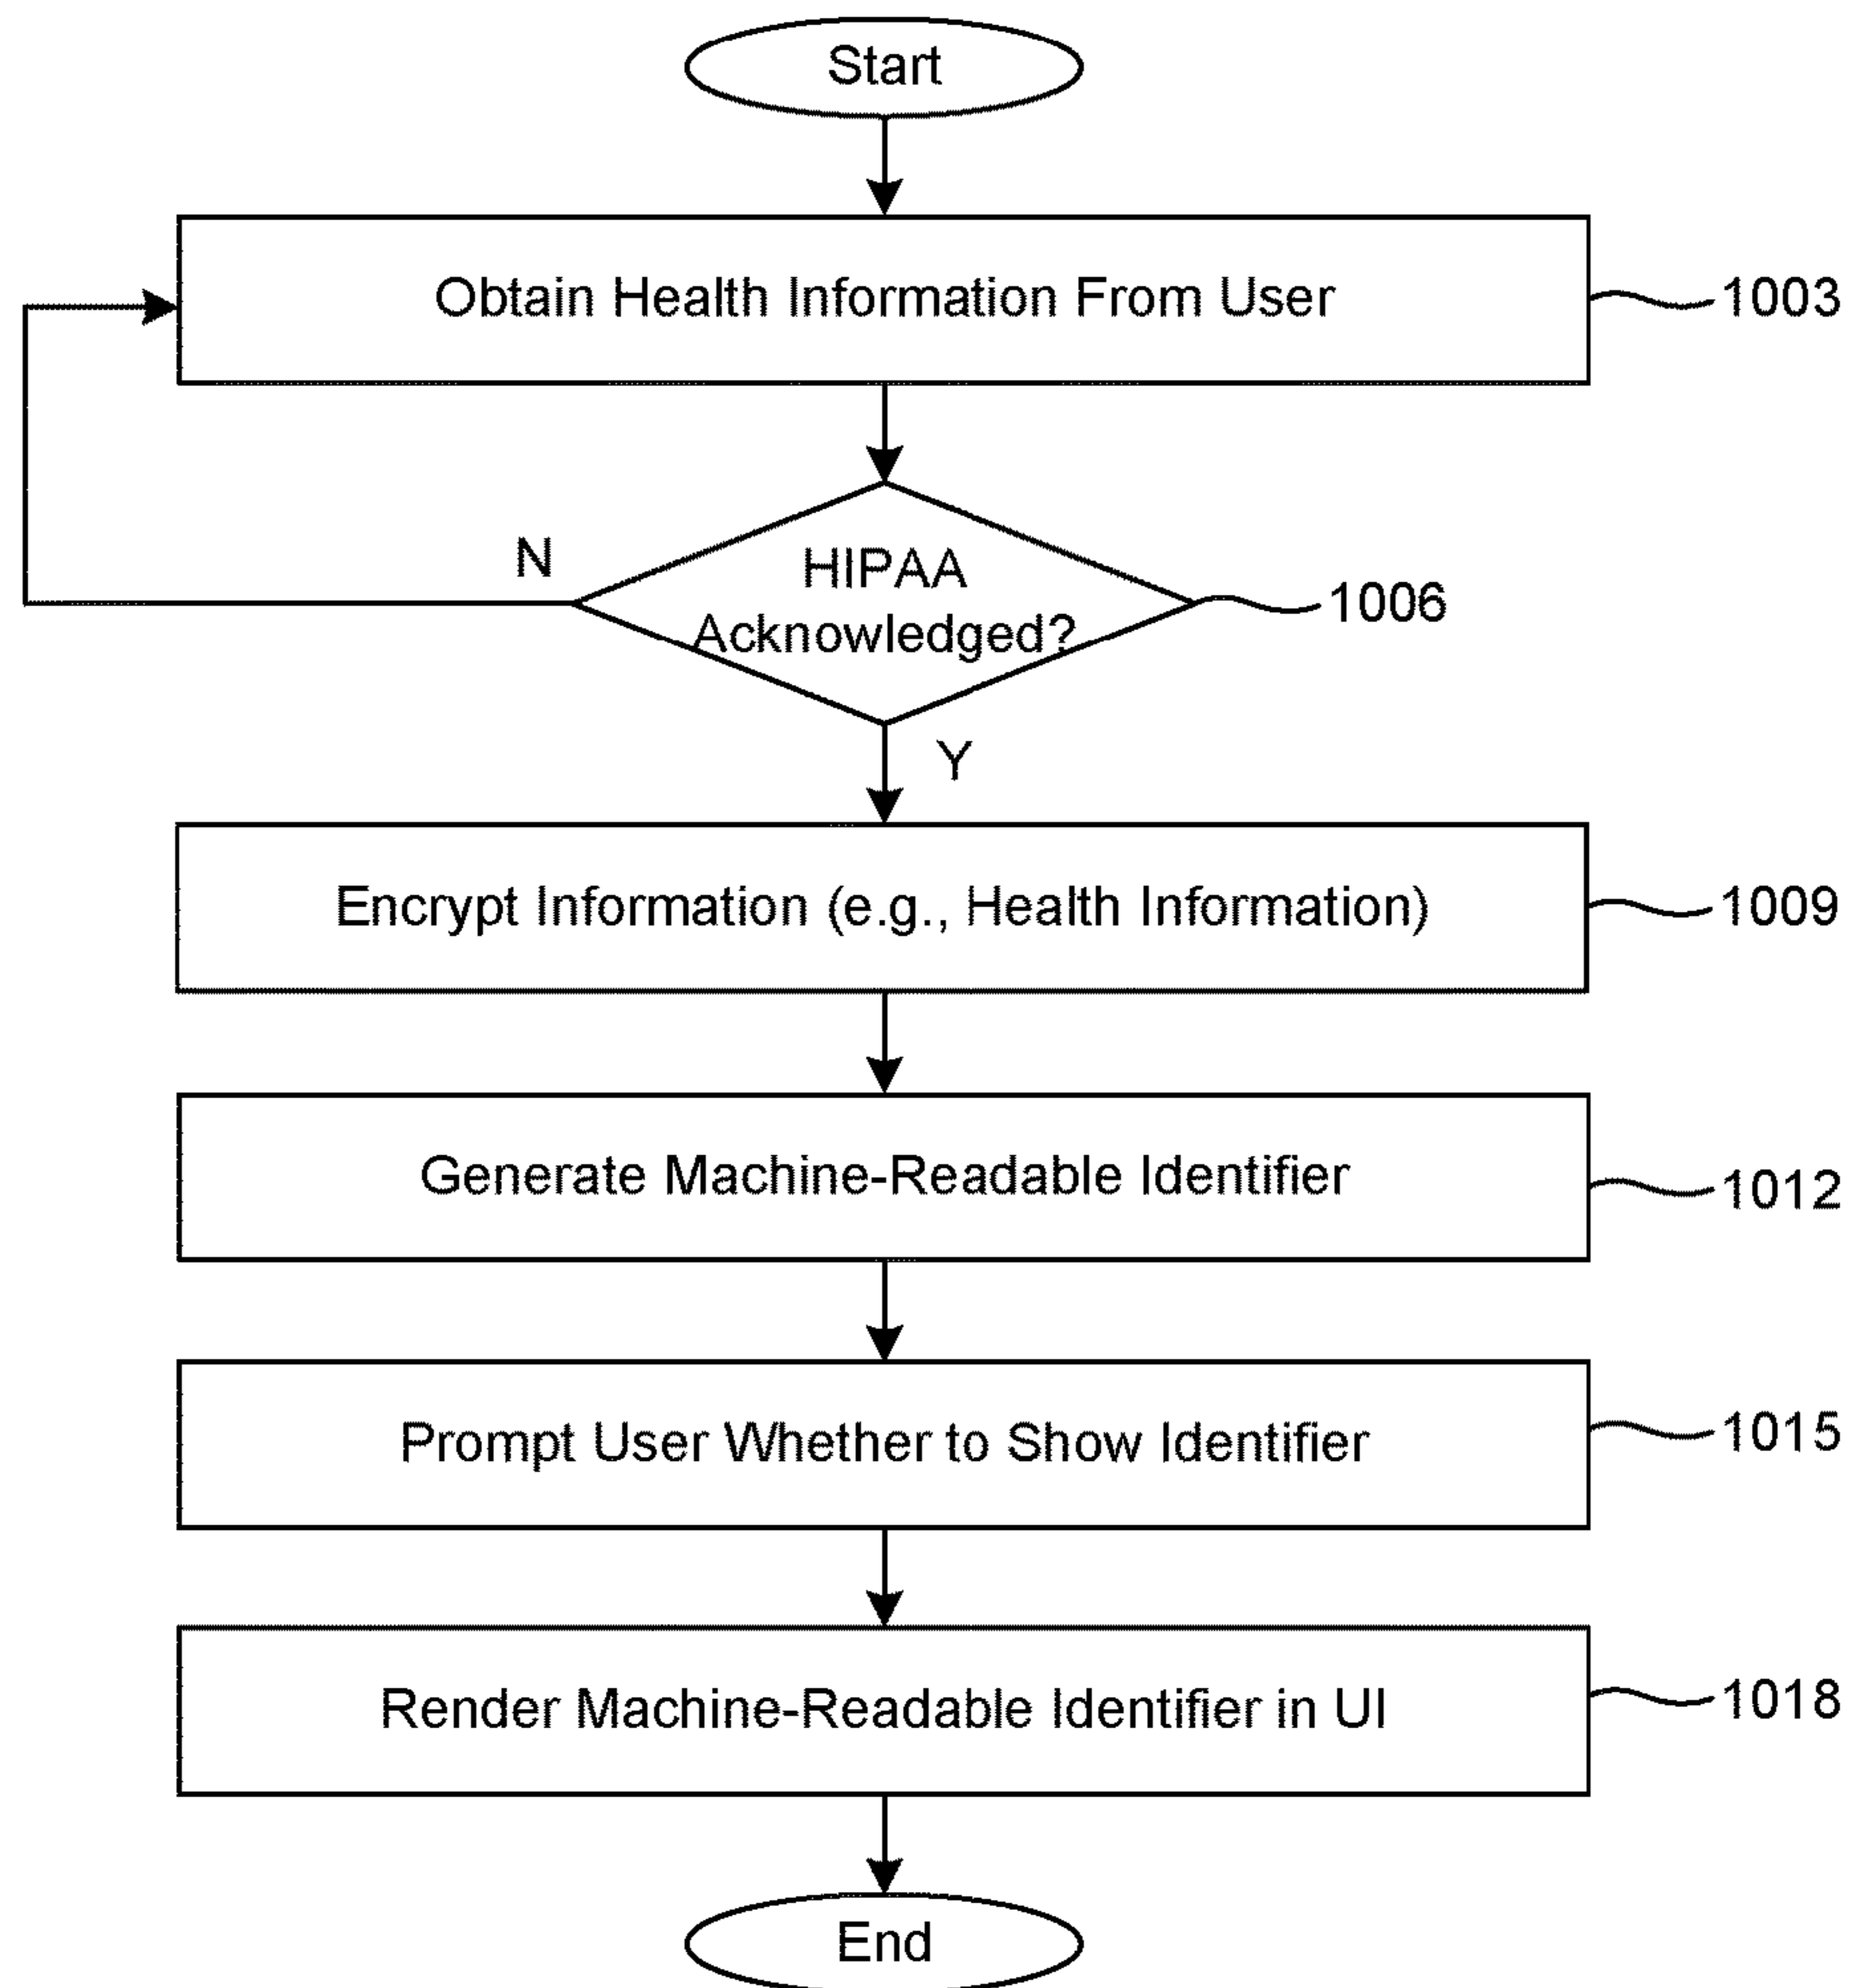 Start
Obtain Health Information From User
1003
N
HIPAA
Acknowledged?
1006
Y
Encrypt Information (e.g., Health Information)
1009
Generate Machine-Readable Identifier
1012
Prompt User Whether to Show Identifier
1015
Render Machine-Readable Identifier in UI
1018
End